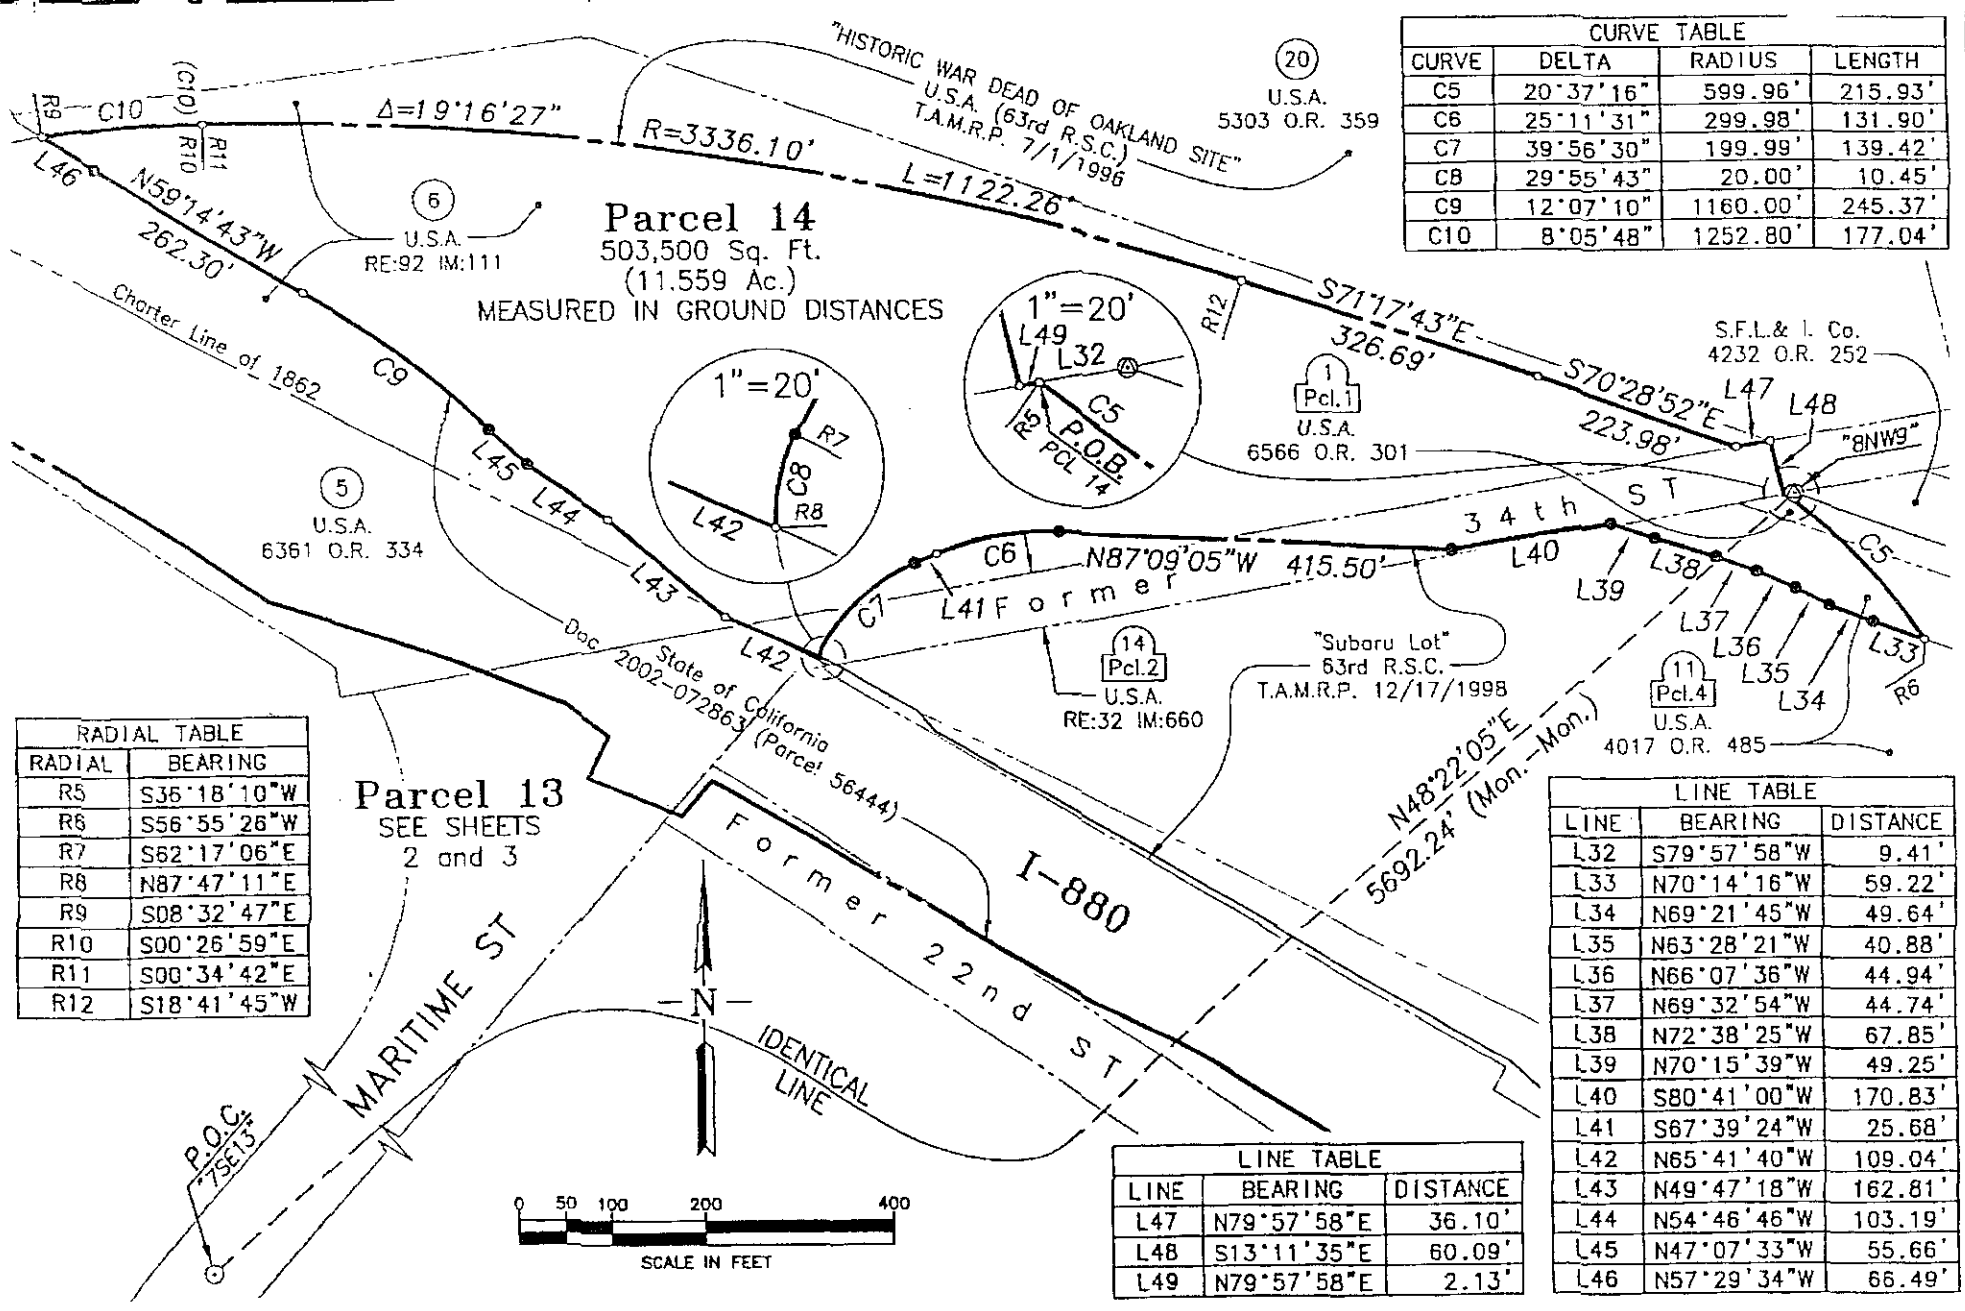 "HISTORIC WAR DEAD OF OAKLAND SITE"
U.S.A. (63rd R.S.C.)
T.A.M.R.P. 7/1/1996
20
U.S.A.
5303 O.R. 359
CURVE TABLE
CURVE DELTA RADIUS LENGTH
C5 20°37'16" 599.96' 215.93'
C6 25°11'31" 299.98' 131.90'
C7 39°56'30" 199.99' 139.42'
C8 29°55'43" 20.00' 10.45'
C9 12°07'10" 1160.00' 245.37'
C10 8°05'48" 1252.80' 177.04'
R9
C10
(C10)
R10
R11
Δ=19°16'27"
R=3336.10'
L=1122.26'
L46
N59°14'43"W
262.30'
6
U.S.A.
RE:92 IM:111
Parcel 14
503,500 Sq. Ft.
(11.559 Ac.)
MEASURED IN GROUND DISTANCES
Charter Line of 1862
C9
1"=20'
R7
C8
L42
R8
1"=20'
L49
L32
C5
R5
P.O.B.
PCL 14
R12
S71°17'43"E
326.69'
1
Pcl.1
U.S.A.
6566 O.R. 301
S70°28'52"E
223.98'
S.F.L.& I. Co.
4232 O.R. 252
L47
L48
"8NW9"
L45
L44
5
U.S.A.
6361 O.R. 334
L43
L42
C7
C6
L41
N87°09'05"W 415.50'
Former 34th ST
L40
L39
L38
L37
L36
L35
L34
L33
C5
R6
14
Pcl.2
U.S.A.
RE:32 IM:660
"Subaru Lot"
63rd R.S.C.
T.A.M.R.P. 12/17/1998
11
Pcl.4
U.S.A.
4017 O.R. 485
State of California
Doc. 2002-072863 (Parcel 56444)
N48°22'05"E
5692.24' (Mon.-Mon.)
RADIAL TABLE
RADIAL BEARING
R5 S36°18'10"W
R6 S56°55'26"W
R7 S62°17'06"E
R8 N87°47'11"E
R9 S08°32'47"E
R10 S00°26'59"E
R11 S00°34'42"E
R12 S18°41'45"W
Parcel 13
SEE SHEETS
2 and 3
Former 22nd ST
I-880
MARITIME ST
N
IDENTICAL
LINE
P.O.C.
"7SE13"
0 50 100 200 400
SCALE IN FEET
LINE TABLE
LINE BEARING DISTANCE
L47 N79°57'58"E 36.10'
L48 S13°11'35"E 60.09'
L49 N79°57'58"E 2.13'
LINE TABLE
LINE BEARING DISTANCE
L32 S79°57'58"W 9.41'
L33 N70°14'16"W 59.22'
L34 N69°21'45"W 49.64'
L35 N63°28'21"W 40.88'
L36 N66°07'36"W 44.94'
L37 N69°32'54"W 44.74'
L38 N72°38'25"W 67.85'
L39 N70°15'39"W 49.25'
L40 S80°41'00"W 170.83'
L41 S67°39'24"W 25.68'
L42 N65°41'40"W 109.04'
L43 N49°47'18"W 162.81'
L44 N54°46'46"W 103.19'
L45 N47°07'33"W 55.66'
L46 N57°29'34"W 66.49'